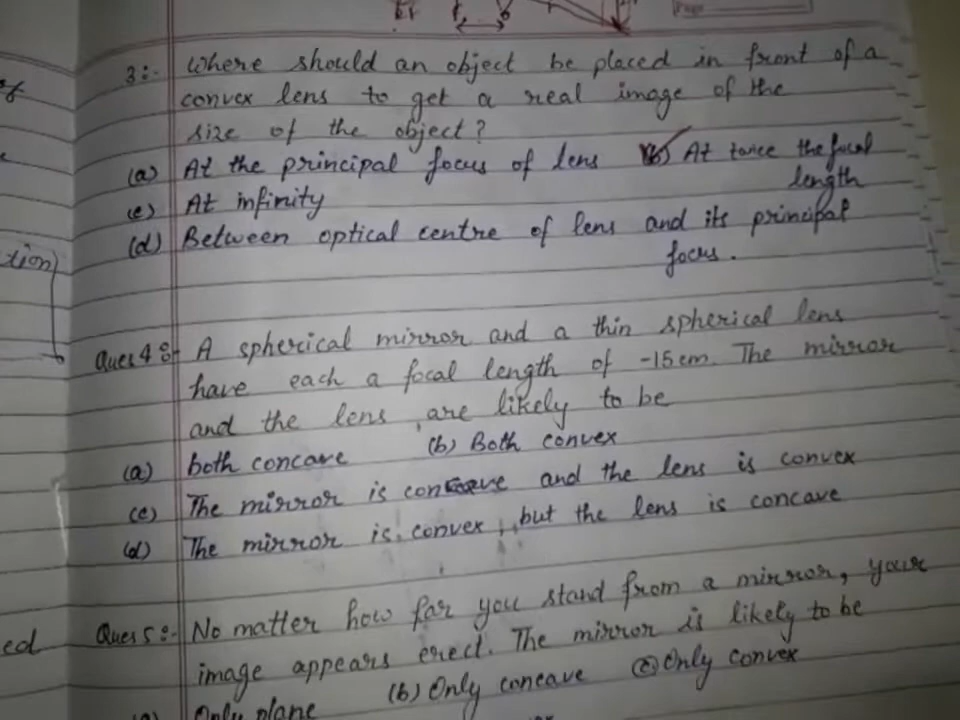 3:- Where should an object be placed in front of a
convex lens to get a real image of the
size of the object?
(a) At the principal focus of lens (b) At twice the focal
length
(c) At infinity
(d) Between optical centre of lens and its principal
focus.
tion)
Ques 4:- A spherical mirror and a thin spherical lens
have each a focal length of -15 cm. The mirror
and the lens are likely to be
(a) both concave (b) Both convex
(c) The mirror is concave and the lens is convex
(d) The mirror is convex, but the lens is concave
ed
Ques 5:- No matter how far you stand from a mirror, your
image appears erect. The mirror is likely to be
(a) Only plane (b) Only concave (c) Only convex